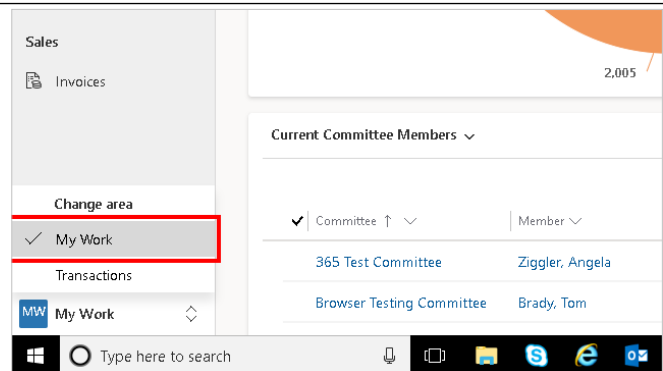 Sales
Invoices
2,005
Current Committee Members
Committee Member
365 Test Committee Ziggler, Angela
Browser Testing Committee Brady, Tom
Change area
My Work
Transactions
MW My Work
Type here to search